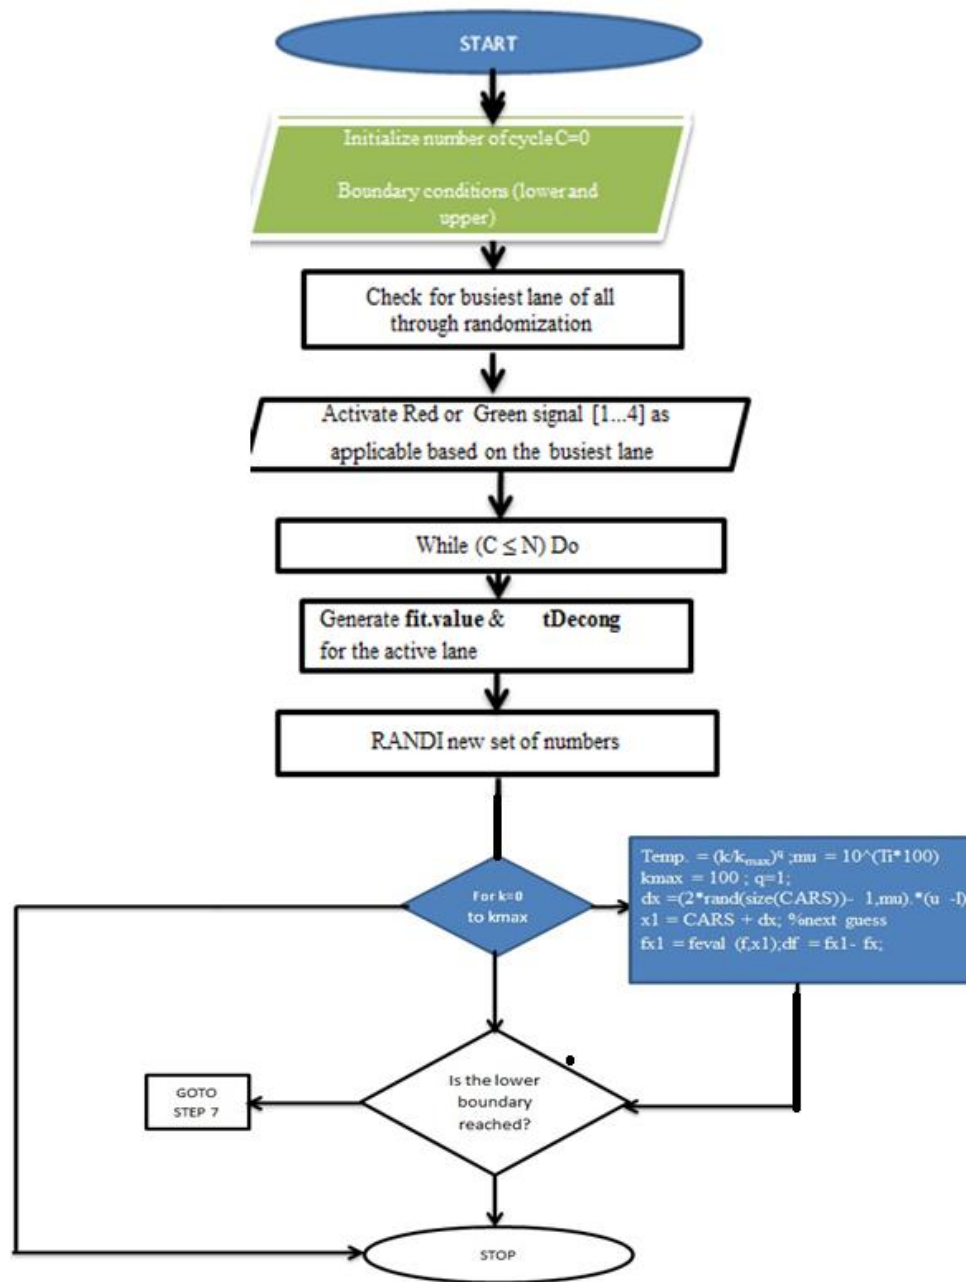 START
Initialize number of cycle C=0
Boundary conditions (lower and
upper)
Check for busiest lane of all
through randomization
Activate Red or Green signal [1...4] as
applicable based on the busiest lane
While (C ≤ N) Do
Generate fit.value & tDecong
for the active lane
RANDI new set of numbers
For k=0
to kmax
Temp. = (k/kmax)^q ;mu = 10^(Ti*100)
kmax = 100 ; q=1;
dx =(2*rand(size(CARS))- 1,mu).*(u -l)
x1 = CARS + dx; %next guess
fx1 = feval (f,x1);df = fx1- fx;
Is the lower
boundary
reached?
GOTO
STEP 7
STOP